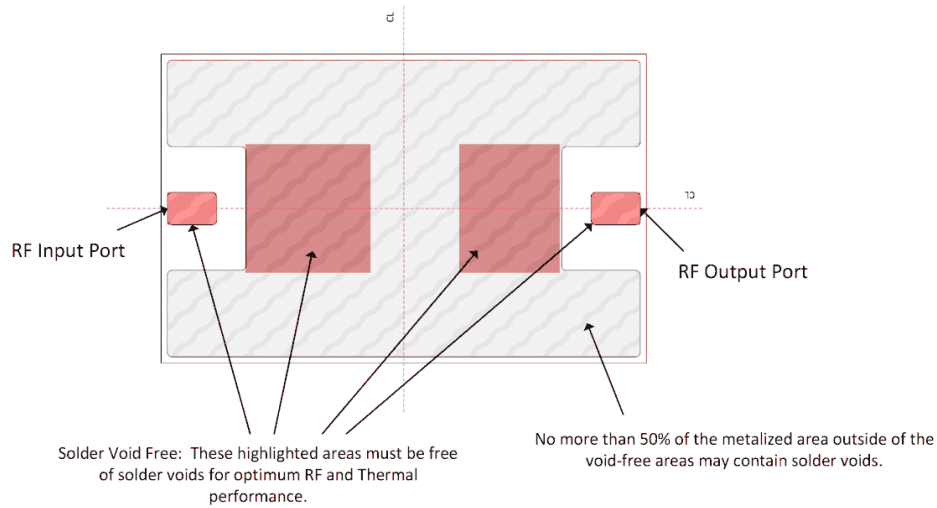 CL
CL
RF Input Port
RF Output Port
Solder Void Free: These highlighted areas must be free
of solder voids for optimum RF and Thermal
performance.
No more than 50% of the metalized area outside of the
void-free areas may contain solder voids.